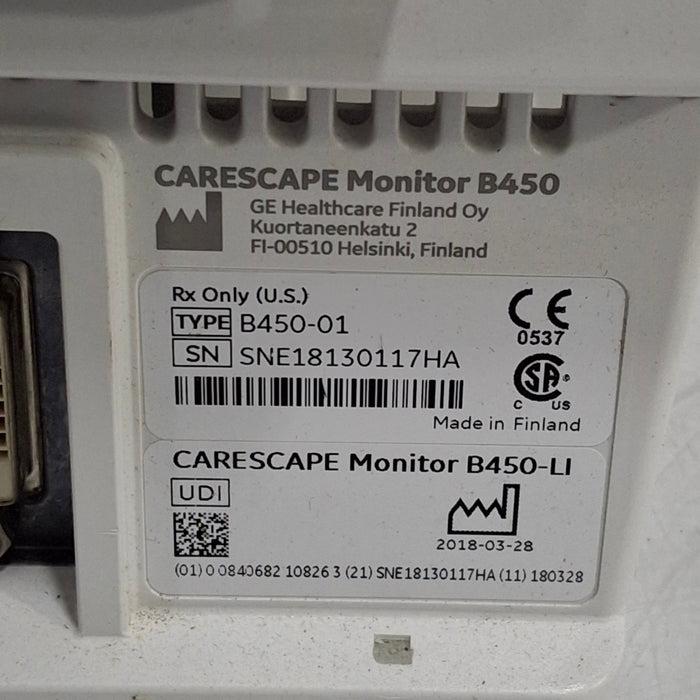 CARESCAPE Monitor B450
GE Healthcare Finland Oy
Kuortaneenkatu 2
FI-00510 Helsinki, Finland
Rx Only (U.S.)
TYPE B450-01
CE
0537
SN SNE18130117HA
SA
C US
Made in Finland
CARESCAPE Monitor B450-LI
UDI
2018-03-28
(01) 0 0840682 10826 3 (21) SNE18130117HA (11) 180328